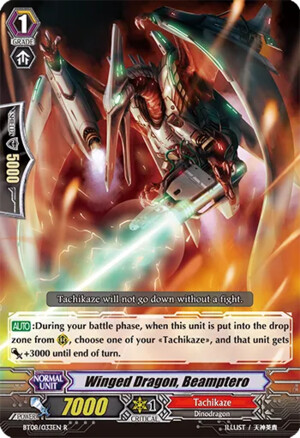 1
GRADE
SHIELD
5000
Tachikaze will not go down without a fight.
AUTO:During your battle phase, when this unit is put into the drop
zone from , choose one of your «Tachikaze», and that unit gets
+3000 until end of turn.
NORMAL
UNIT
Winged Dragon, Beamptero
POWER
7000
1
CRITICAL
Tachikaze
Dinodragon
BT08/033EN R
ILLUST / 天神英貴